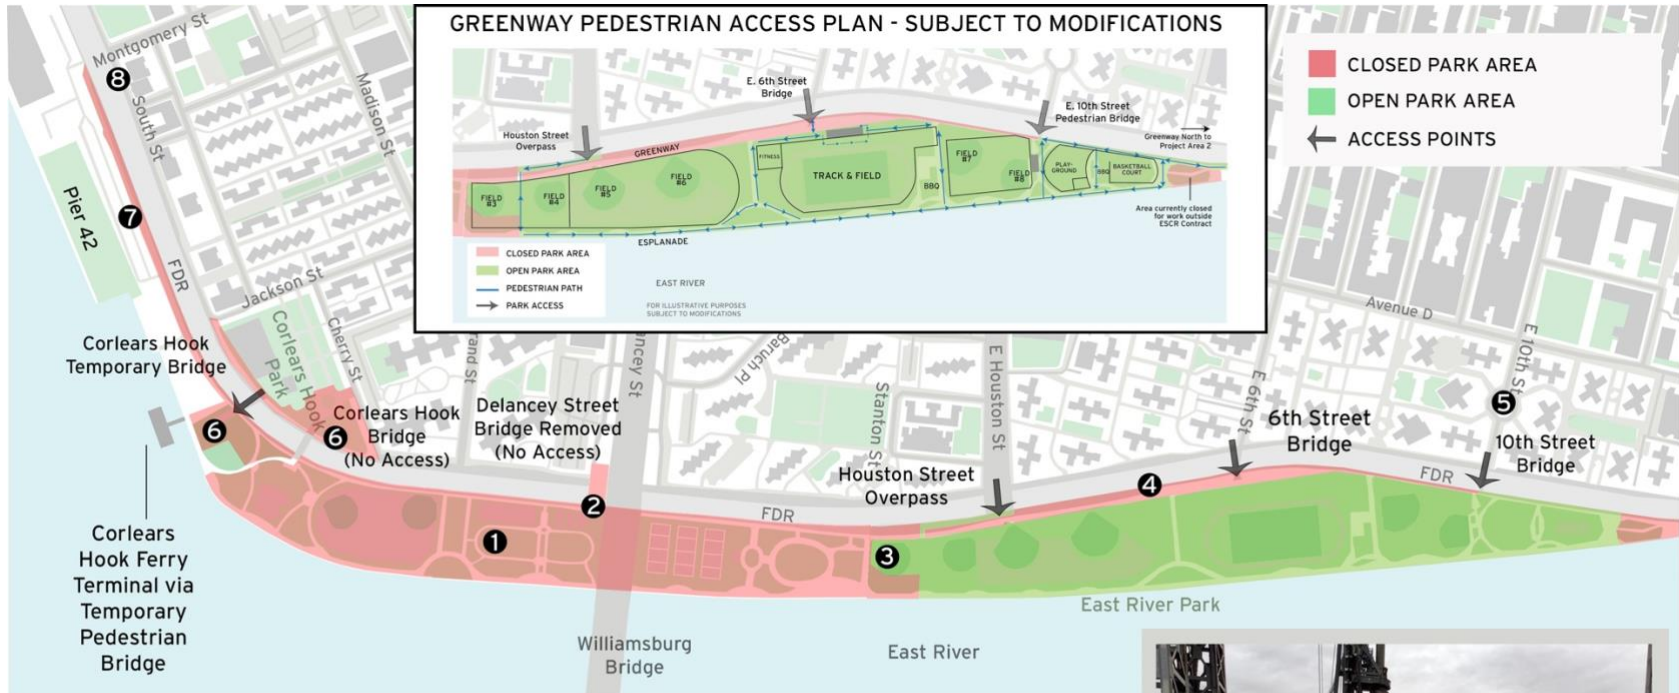 GREENWAY PEDESTRIAN ACCESS PLAN - SUBJECT TO MODIFICATIONS
E. 6th Street
Bridge
Houston Street
Overpass
E. 10th Street
Pedestrian Bridge
Greenway North to
Project Area 2
GREENWAY
FITNESS
FIELD
#3
FIELD
#4
FIELD
#5
FIELD
#6
TRACK & FIELD
BBQ
FIELD
#7
FIELD
#8
PLAY-
GROUND
BBQ
BASKETBALL
COURT
Area currently closed
for work outside
ESCR Contract
ESPLANADE
CLOSED PARK AREA
OPEN PARK AREA
PEDESTRIAN PATH
PARK ACCESS
EAST RIVER
FOR ILLUSTRATIVE PURPOSES
SUBJECT TO MODIFICATIONS
CLOSED PARK AREA
OPEN PARK AREA
ACCESS POINTS
Montgomery St
8
South St
Madison St
Pier 42
7
FDR
Jackson St
Corlears Hook
Park
Cherry St
Corlears Hook
Temporary Bridge
6
6
Corlears Hook
Bridge
(No Access)
Delancey Street
Bridge Removed
(No Access)
rand St
ancey St
Baruch Pl
Stanton St
E Houston St
E 6th St
Avenue D
E 10th St
5
Houston Street
Overpass
6th Street
Bridge
10th Street
Bridge
4
FDR
2
FDR
1
3
Corlears
Hook Ferry
Terminal via
Temporary
Pedestrian
Bridge
Williamsburg
Bridge
East River
East River Park